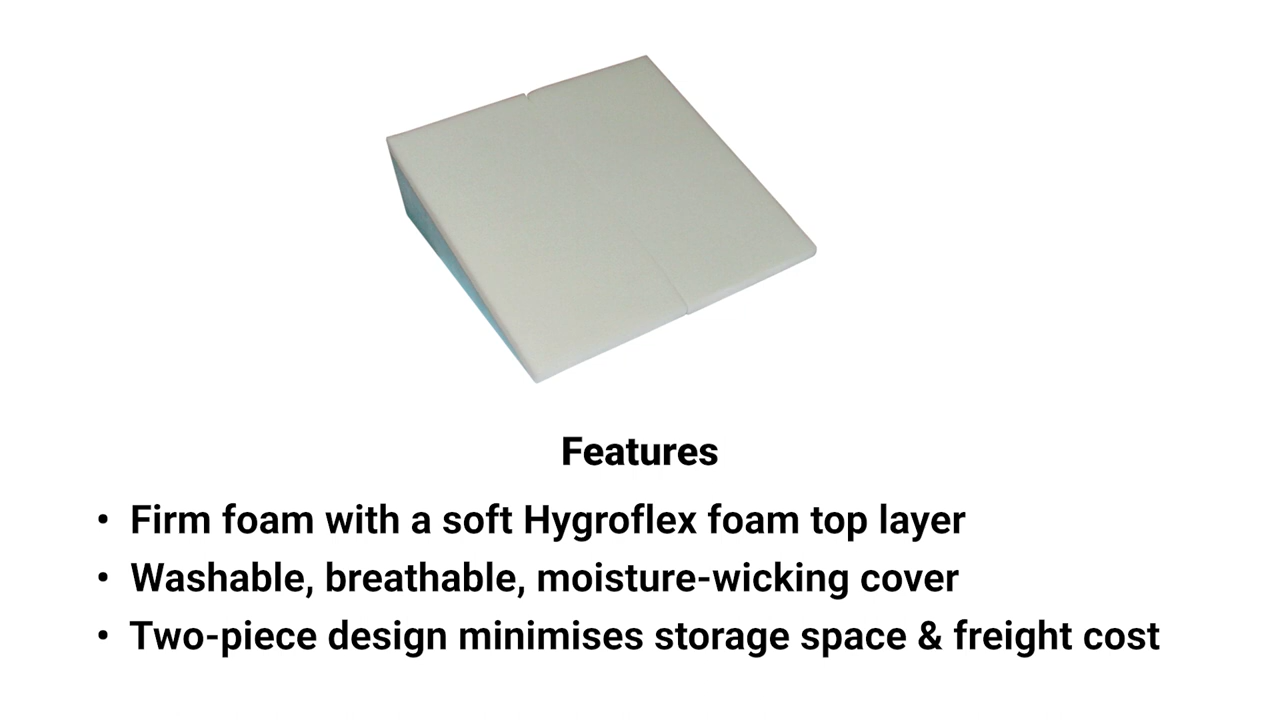 Features
• Firm foam with a soft Hygroflex foam top layer
• Washable, breathable, moisture-wicking cover
• Two-piece design minimises storage space & freight cost